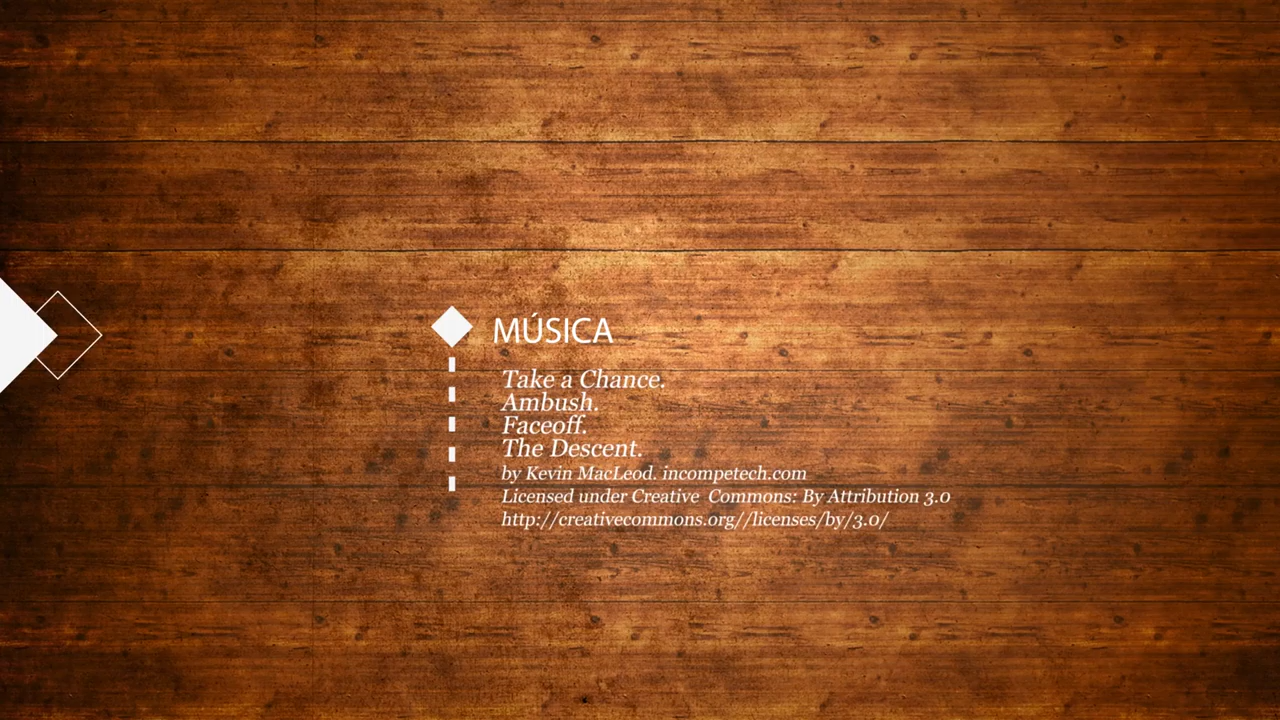 MÚSICA
Take a Chance.
Ambush.
Faceoff.
The Descent.
by Kevin MacLeod. incompetech.com
Licensed under Creative Commons: By Attribution 3.0
http://creativecommons.org//licenses/by/3.0/